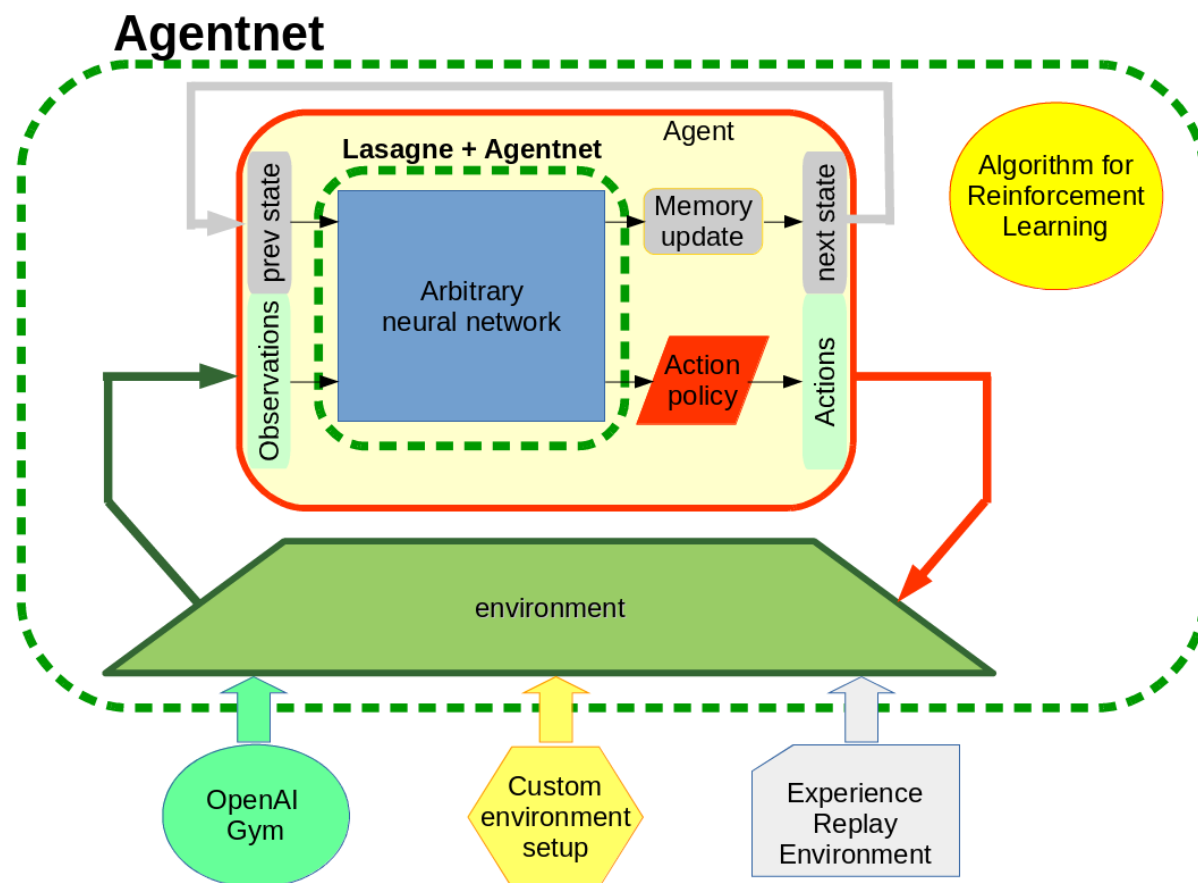 Agentnet
Agent
Lasagne + Agentnet
Algorithm for
Reinforcement
Learning
prev state
Memory
update
next state
Arbitrary
neural network
Observations
Action
policy
Actions
environment
OpenAI
Gym
Custom
environment
setup
Experience
Replay
Environment